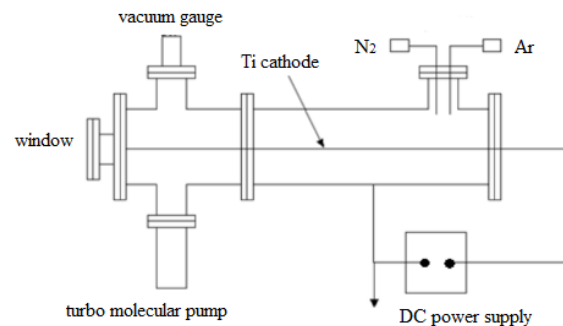 vacuum gauge
N2
Ar
Ti cathode
window
turbo molecular pump
DC power supply